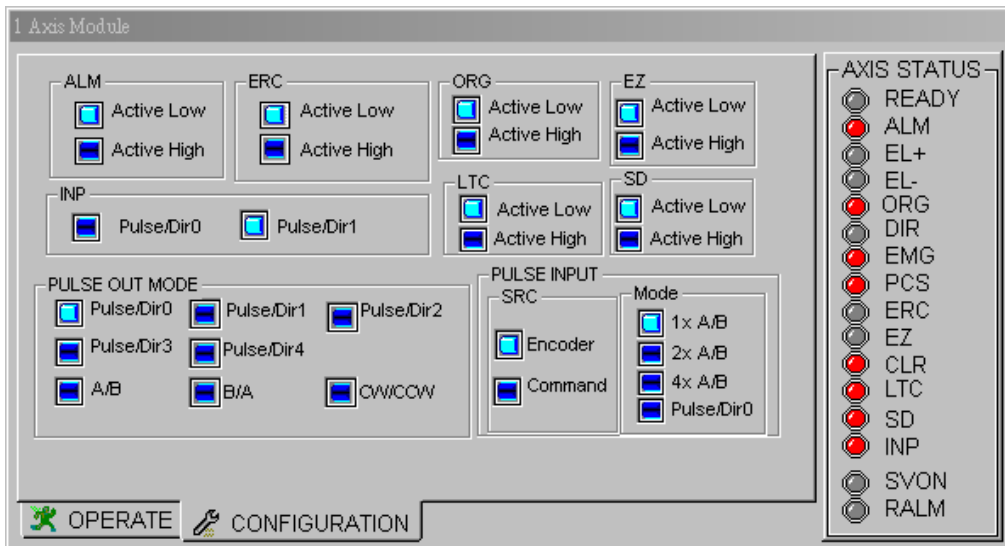 1 Axis Module
ALM
Active Low
Active High
ERC
Active Low
Active High
ORG
Active Low
Active High
EZ
Active Low
Active High
INP
Pulse/Dir0
Pulse/Dir1
LTC
Active Low
Active High
SD
Active Low
Active High
PULSE OUT MODE
Pulse/Dir0
Pulse/Dir1
Pulse/Dir2
Pulse/Dir3
Pulse/Dir4
A/B
B/A
CW/CCW
PULSE INPUT
SRC
Encoder
Command
Mode
1x A/B
2x A/B
4x A/B
Pulse/Dir0
OPERATE
CONFIGURATION
AXIS STATUS
READY
ALM
EL+
EL-
ORG
DIR
EMG
PCS
ERC
EZ
CLR
LTC
SD
INP
SVON
RALM